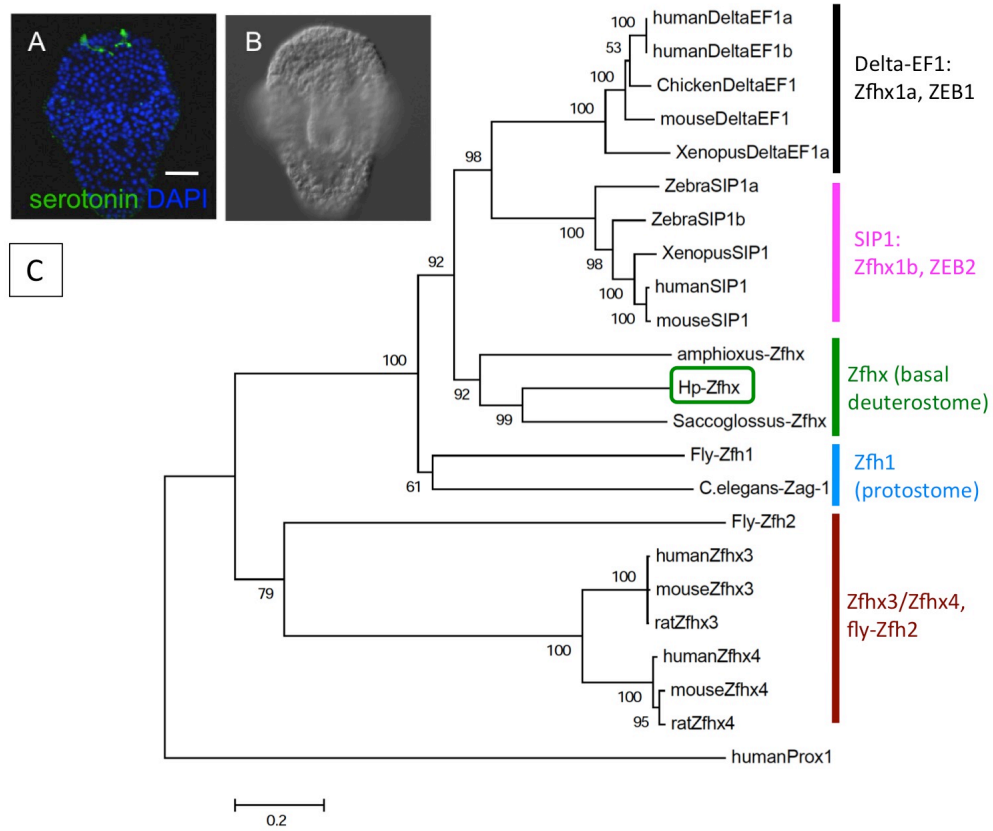 A
serotonin DAPI
B
C
100
humanDeltaEF1a
humanDeltaEF1b
53
ChickenDeltaEF1
100
mouseDeltaEF1
100
XenopusDeltaEF1a
98
ZebraSIP1a
ZebraSIP1b
100
XenopusSIP1
98
humanSIP1
100
mouseSIP1
100
92
amphioxus-Zfhx
Hp-Zfhx
92
Saccoglossus-Zfhx
99
100
Fly-Zfh1
C.elegans-Zag-1
61
Fly-Zfh2
79
humanZfhx3
100
mouseZfhx3
ratZfhx3
100
humanZfhx4
mouseZfhx4
100
ratZfhx4
95
humanProx1
0.2
Delta-EF1:
Zfhx1a, ZEB1
SIP1:
Zfhx1b, ZEB2
Zfhx (basal
deuterostome)
Zfh1
(protostome)
Zfhx3/Zfhx4,
fly-Zfh2